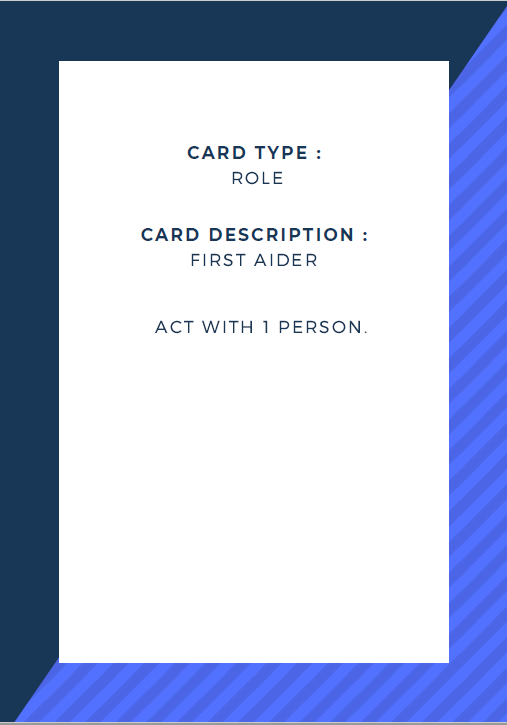 CARD TYPE :
ROLE
CARD DESCRIPTION :
FIRST AIDER
ACT WITH 1 PERSON.